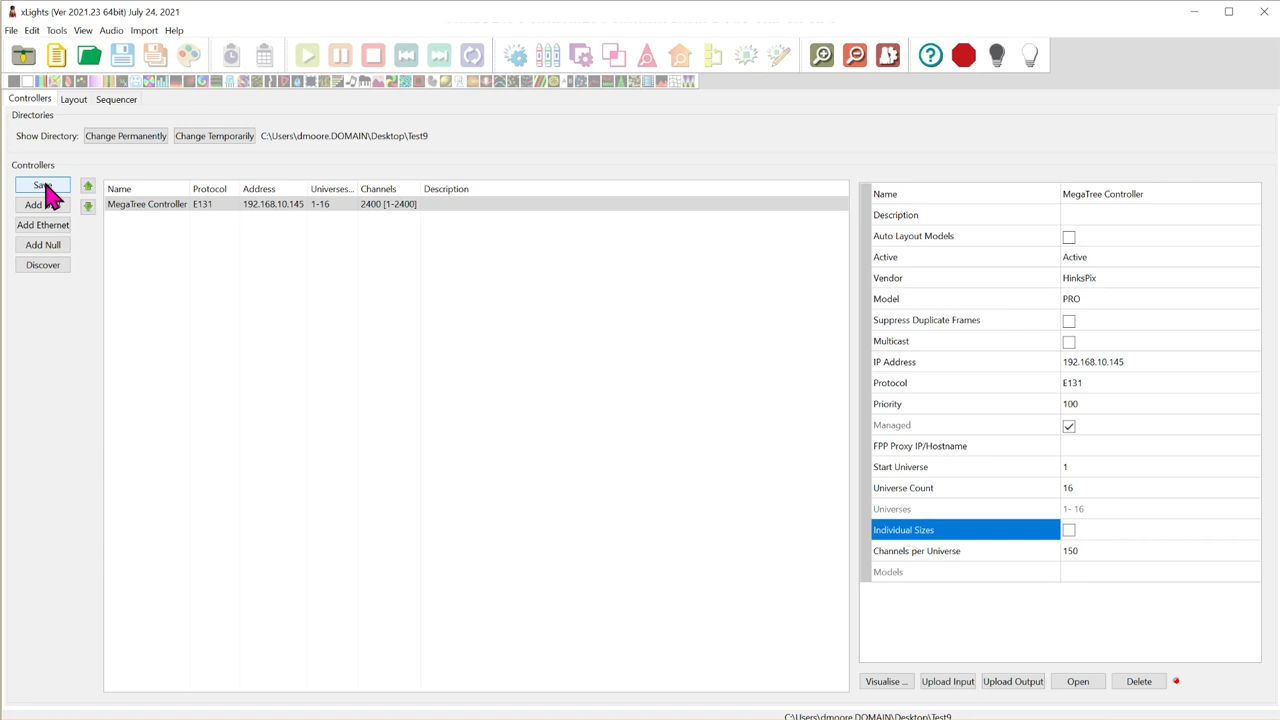 xLights (Ver 2021.23 64bit) July 24, 2021
File Edit Tools View Audio Import Help
Controllers Layout Sequencer
Directories
Show Directory: Change Permanently Change Temporarily C:\Users\dmoore.DOMAIN\Desktop\Test9
Controllers
Save
Add
Add Ethernet
Add Null
Discover
Name Protocol Address Universes... Channels Description
MegaTree Controller E131 192.168.10.145 1-16 2400 [1-2400]
Name MegaTree Controller
Description
Auto Layout Models
Active Active
Vendor HinksPix
Model PRO
Suppress Duplicate Frames
Multicast
IP Address 192.168.10.145
Protocol E131
Priority 100
Managed
FPP Proxy IP/Hostname
Start Universe 1
Universe Count 16
Universes 1- 16
Individual Sizes
Channels per Universe 150
Models
Visualise ... Upload Input Upload Output Open Delete
C:\Users\dmoore.DOMAIN\Desktop\Test9